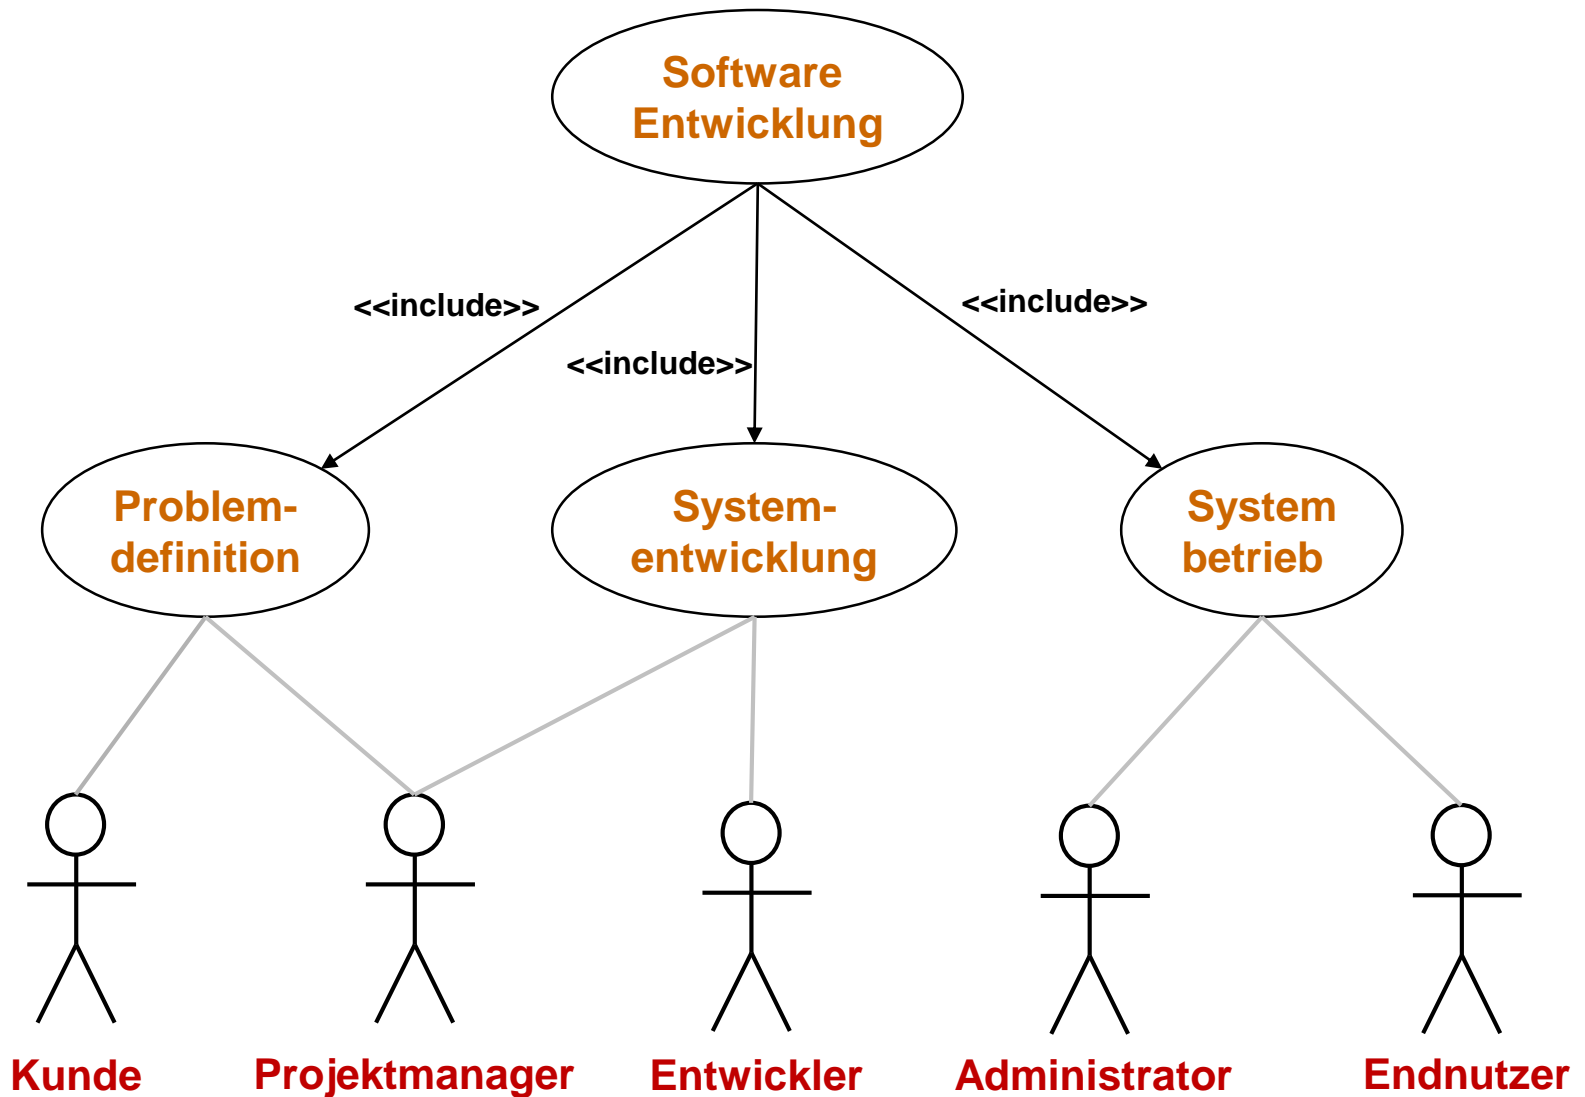 Software
Entwicklung
<<include>>
<<include>>
<<include>>
Problem-
definition
System-
entwicklung
System
betrieb
Kunde
Projektmanager
Entwickler
Administrator
Endnutzer